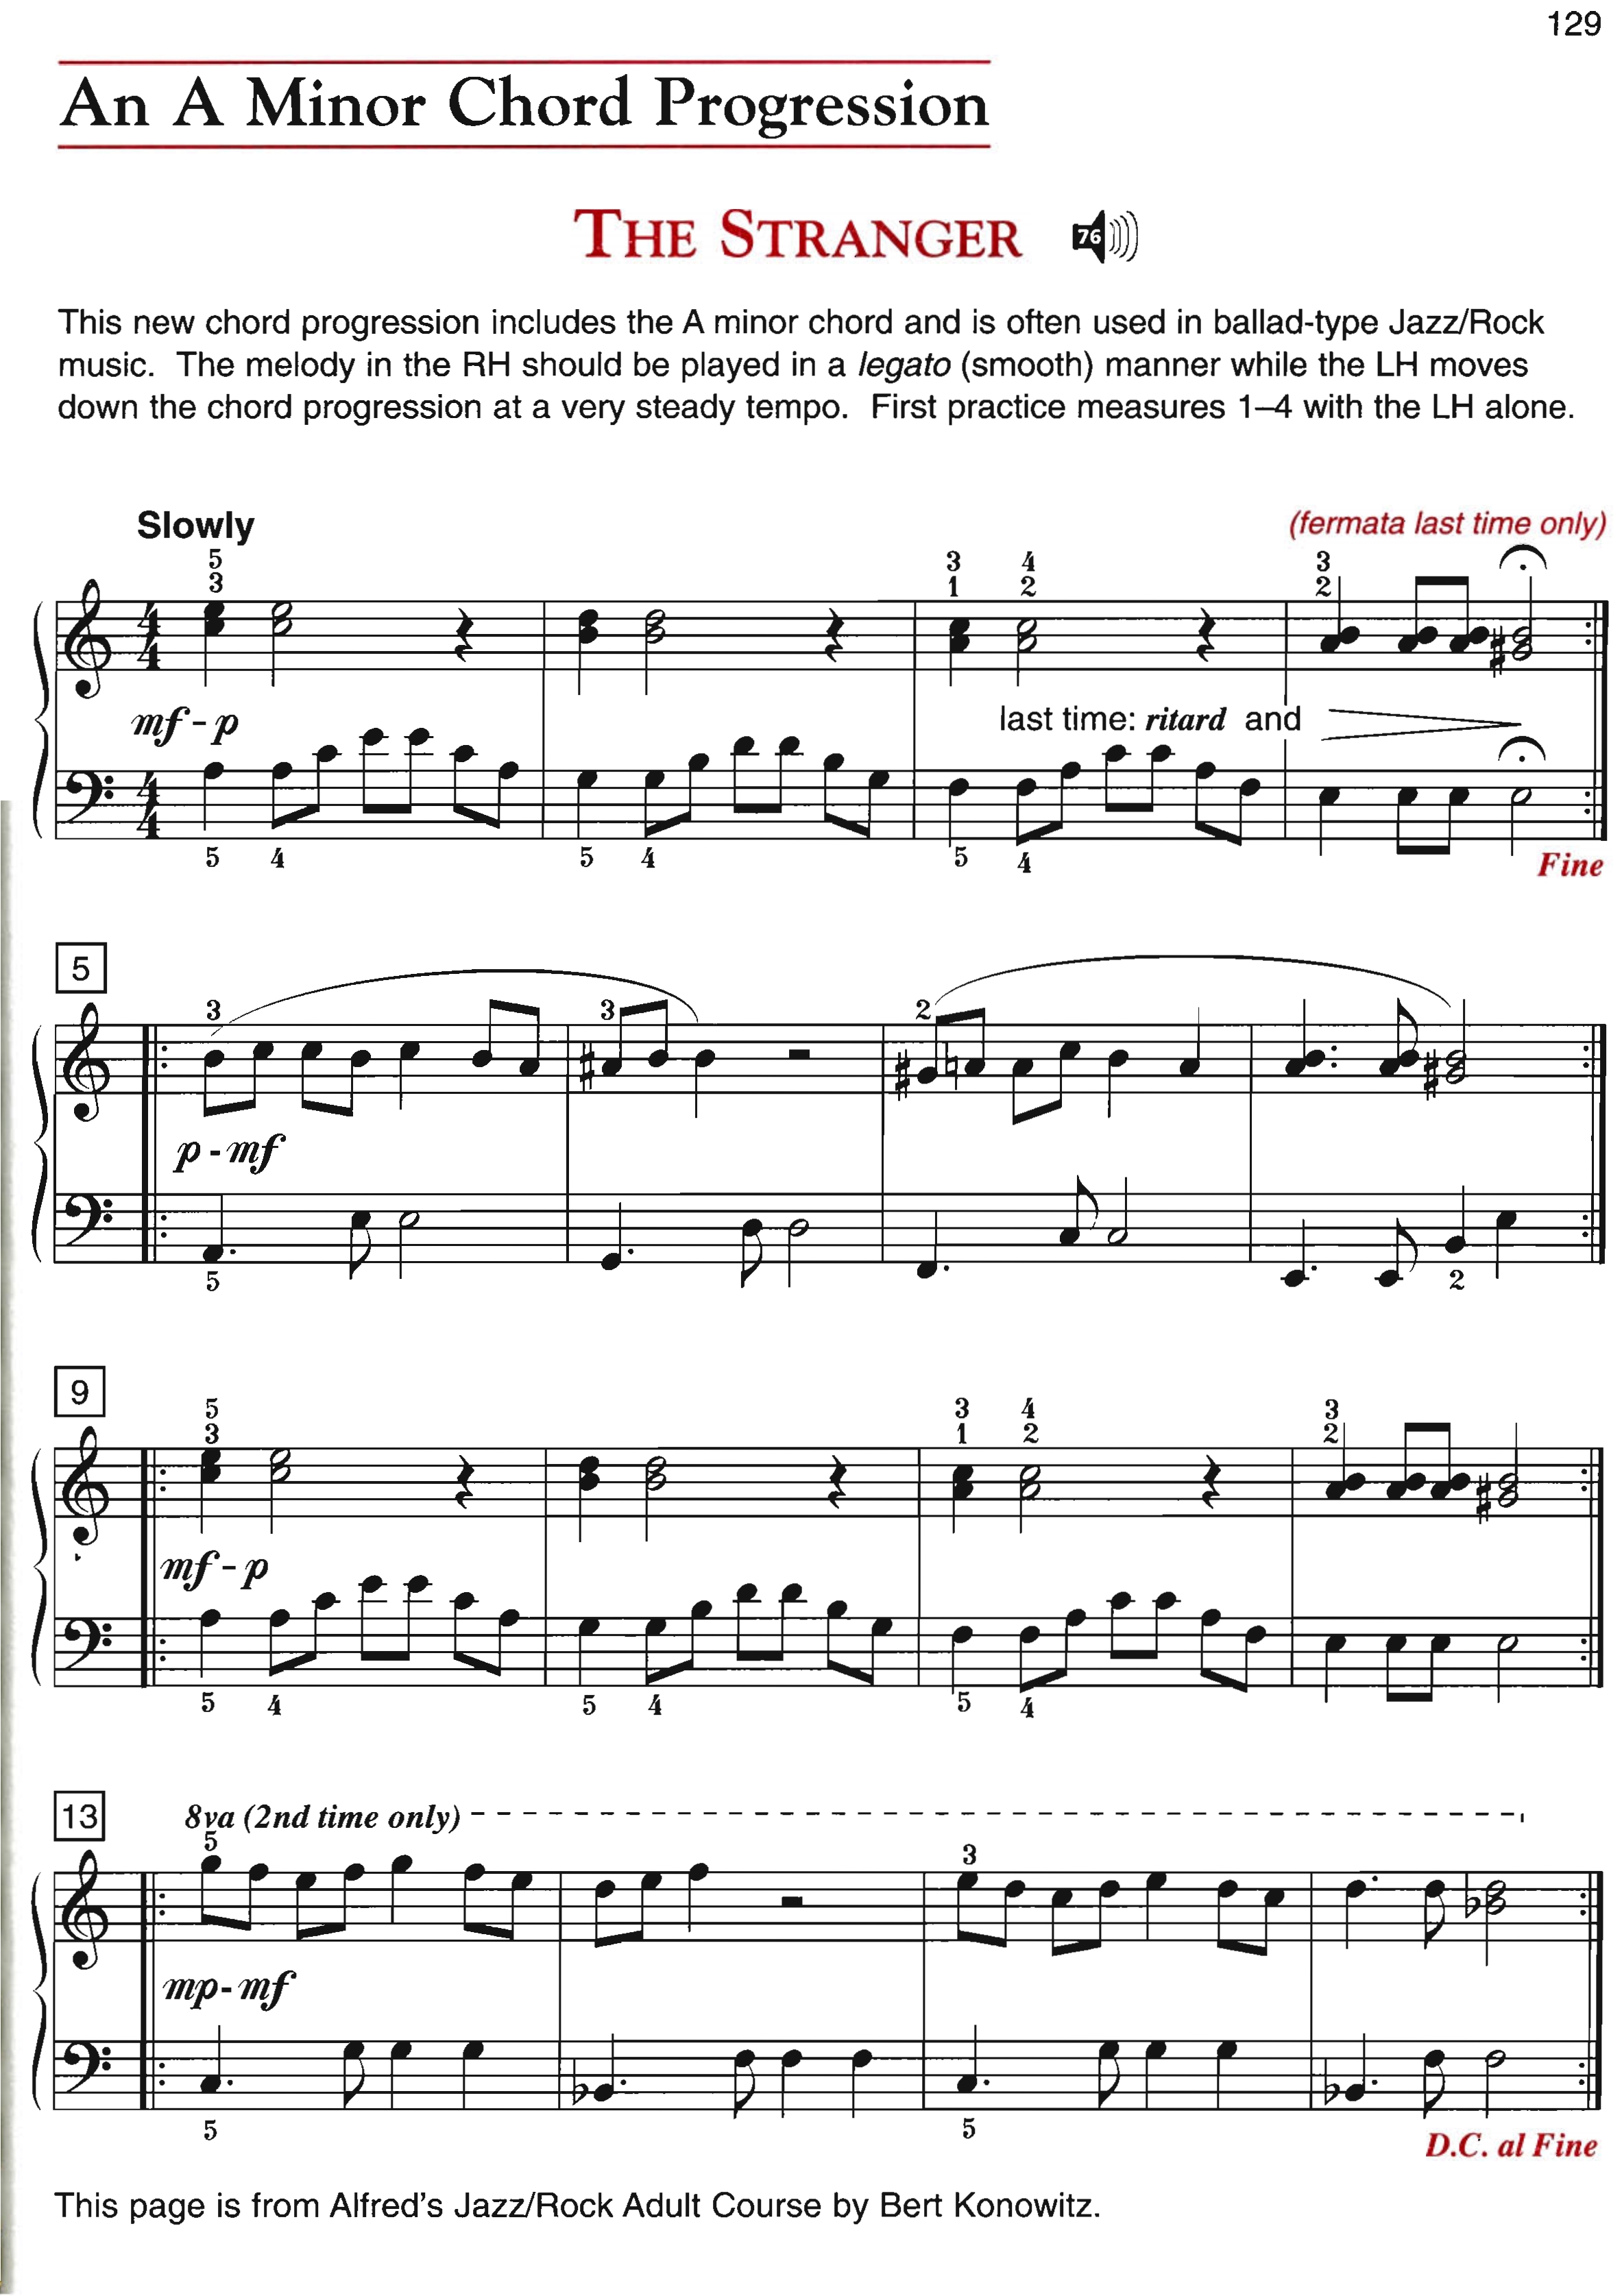 129
An A Minor Chord Progression
THE STRANGER 76
This new chord progression includes the A minor chord and is often used in ballad-type Jazz/Rock
music. The melody in the RH should be played in a legato (smooth) manner while the LH moves
down the chord progression at a very steady tempo. First practice measures 1–4 with the LH alone.
Slowly (fermata last time only)
5 3 4 3
3 1 2 2
4 4
mf - p last time: ritard and
4 4
5 4 5 4 5 4
Fine
5
3 3 2
p - mf
5 2
9
5 3 4 3
3 1 2 2
mf - p
5 4 5 4 5 4
13 8va (2nd time only)
5 3
mp - mf
5 5
D.C. al Fine
This page is from Alfred's Jazz/Rock Adult Course by Bert Konowitz.